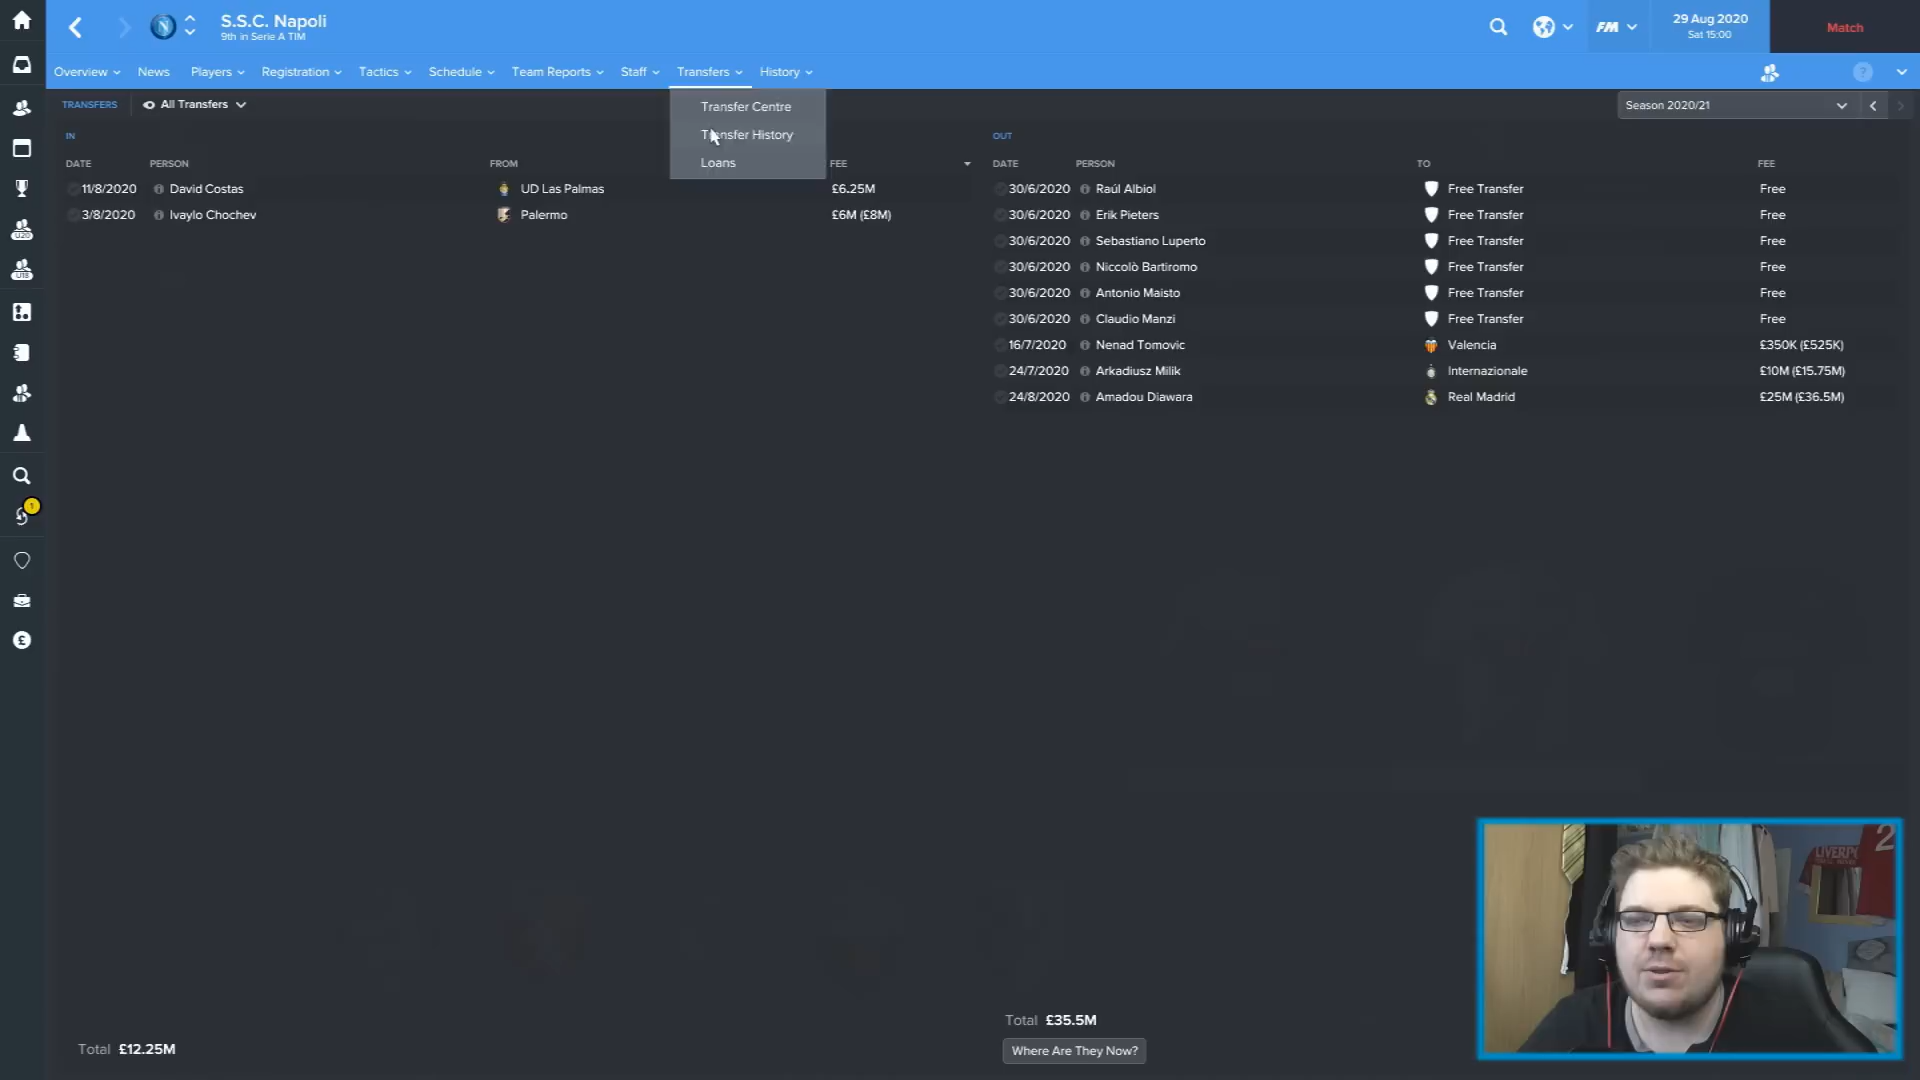 S.S.C. Napoli
9th in Serie A TIM
FM
29 Aug 2020
Sat 15:00
Match
Overview News Players Registration Tactics Schedule Team Reports Staff Transfers History
?
TRANSFERS All Transfers
Transfer Centre
Transfer History
Loans
Season 2020/21
IN
DATE PERSON FROM FEE
11/8/2020 David Costas UD Las Palmas £6.25M
3/8/2020 Ivaylo Chochev Palermo £6M (£8M)
OUT
DATE PERSON TO FEE
30/6/2020 Raúl Albiol Free Transfer Free
30/6/2020 Erik Pieters Free Transfer Free
30/6/2020 Sebastiano Luperto Free Transfer Free
30/6/2020 Niccolò Bartiromo Free Transfer Free
30/6/2020 Antonio Maisto Free Transfer Free
30/6/2020 Claudio Manzi Free Transfer Free
16/7/2020 Nenad Tomovic Valencia £350K (£525K)
24/7/2020 Arkadiusz Milik Internazionale £10M (£15.75M)
24/8/2020 Amadou Diawara Real Madrid £25M (£36.5M)
U20
U18
1
£
Total £12.25M
Total £35.5M
Where Are They Now?
LIVERPO
2